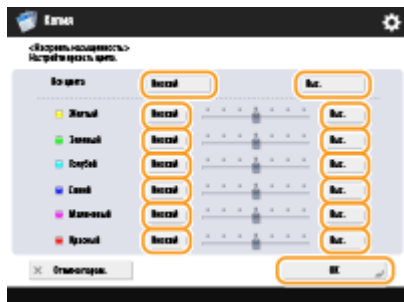 Копия
<Настроить насыщенность>
Настройте яркость цвета.
Все цвета Низкий Выс.
Желтый Низкий Выс.
Зеленый Низкий Выс.
Голубой Низкий Выс.
Синий Низкий Выс.
Малиновый Низкий Выс.
Красный Низкий Выс.
Отмена парам. OK